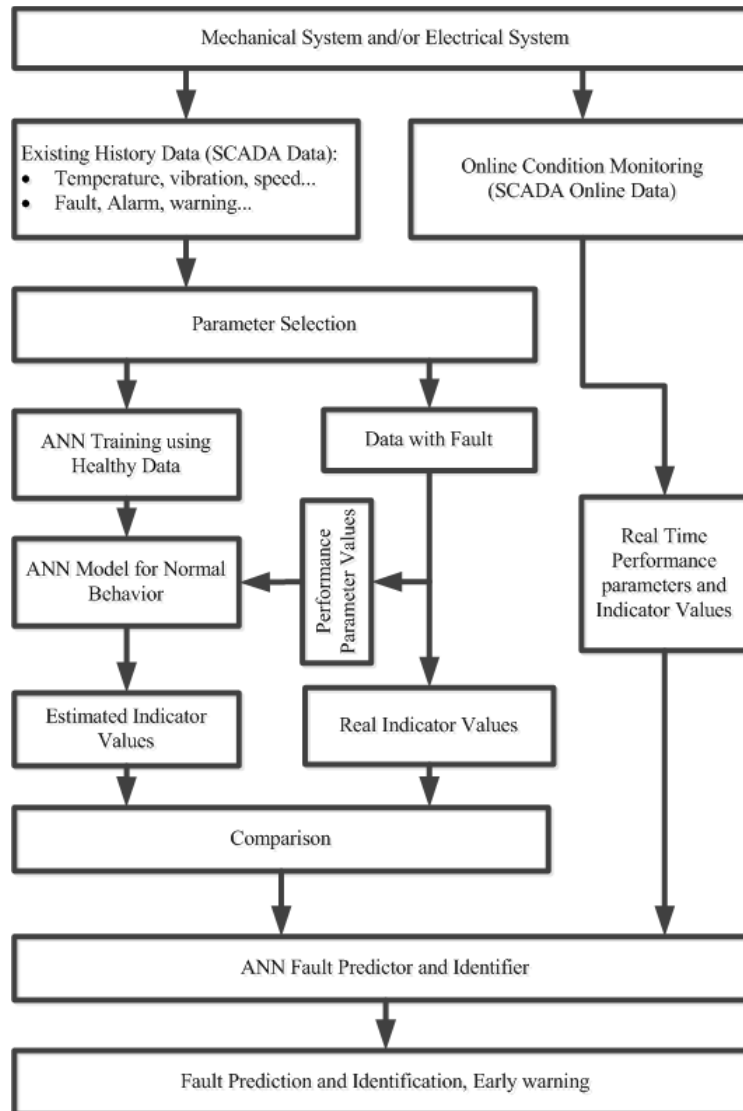 Mechanical System and/or Electrical System
Existing History Data (SCADA Data):
• Temperature, vibration, speed...
• Fault, Alarm, warning...
Online Condition Monitoring
(SCADA Online Data)
Parameter Selection
ANN Training using
Healthy Data
Data with Fault
Performance
Parameter Values
ANN Model for Normal
Behavior
Real Time
Performance
parameters and
Indicator Values
Estimated Indicator
Values
Real Indicator Values
Comparison
ANN Fault Predictor and Identifier
Fault Prediction and Identification, Early warning